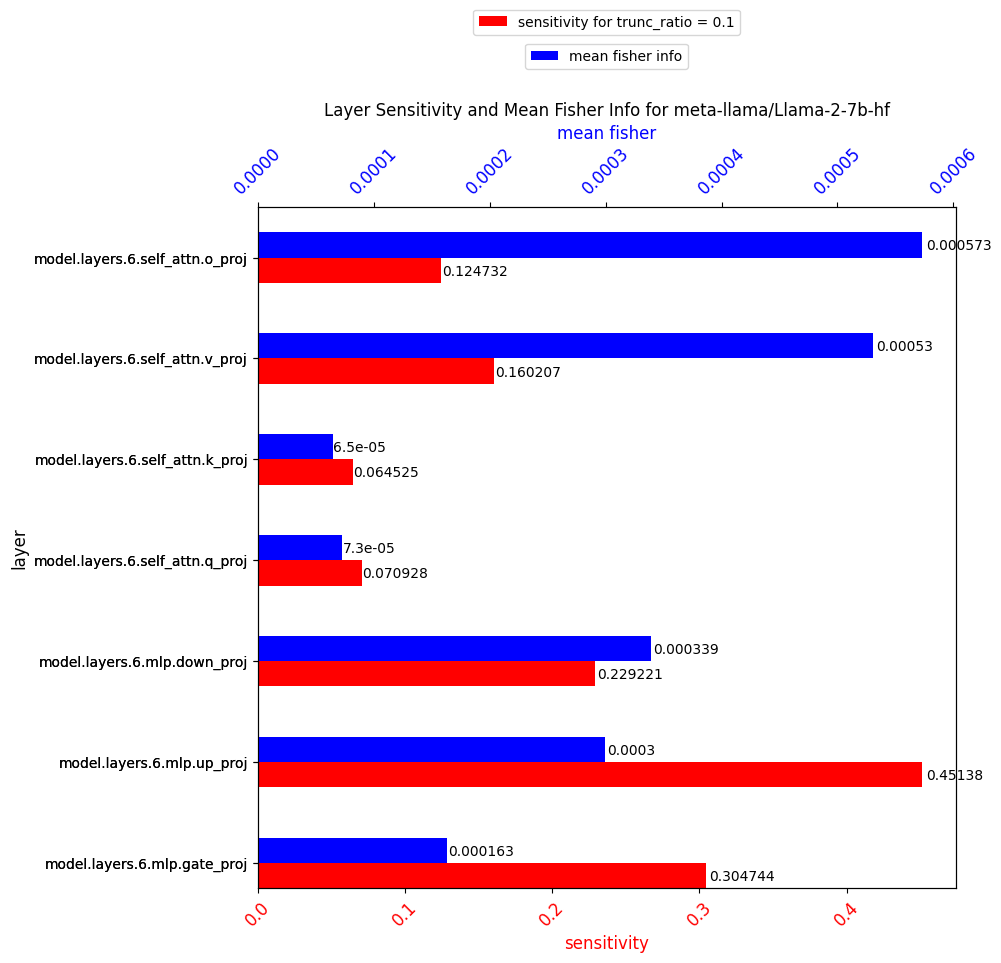 sensitivity for trunc_ratio = 0.1
mean fisher info
Layer Sensitivity and Mean Fisher Info for meta-llama/Llama-2-7b-hf
mean fisher
0.0000 0.0001 0.0002 0.0003 0.0004 0.0005 0.0006
model.layers.6.self_attn.o_proj
0.000573
0.124732
model.layers.6.self_attn.v_proj
0.00053
0.160207
model.layers.6.self_attn.k_proj
6.5e-05
0.064525
model.layers.6.self_attn.q_proj
7.3e-05
0.070928
layer
model.layers.6.mlp.down_proj
0.000339
0.229221
model.layers.6.mlp.up_proj
0.0003
0.45138
model.layers.6.mlp.gate_proj
0.000163
0.304744
0.0 0.1 0.2 0.3 0.4
sensitivity